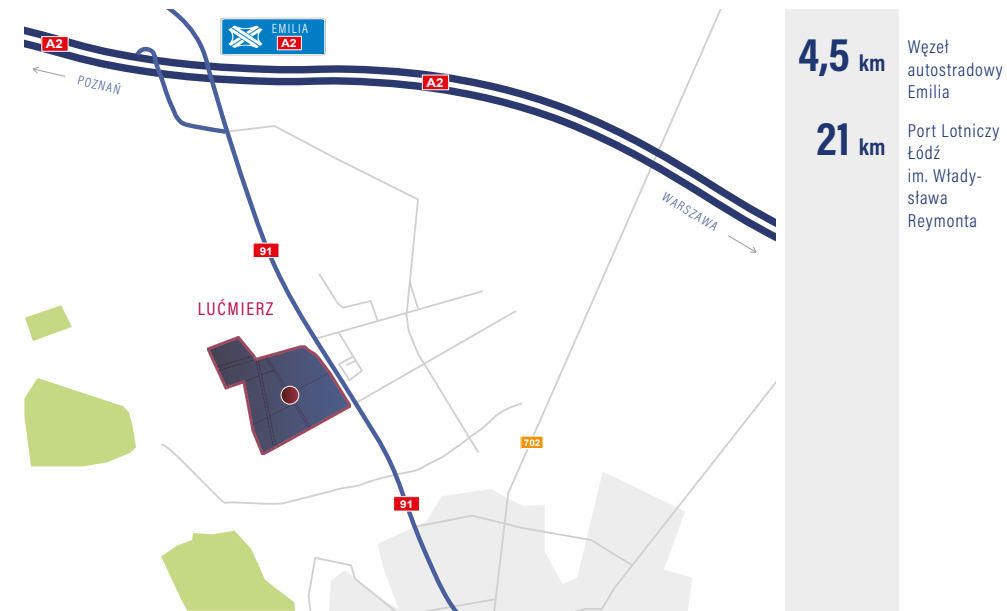 EMILIA
A2
A2
POZNAŃ
A2
WARSZAWA
91
LUĆMIERZ
702
91
4,5 km
Węzeł
autostradowy
Emilia
21 km
Port Lotniczy
Łódź
im. Włady-
sława
Reymonta